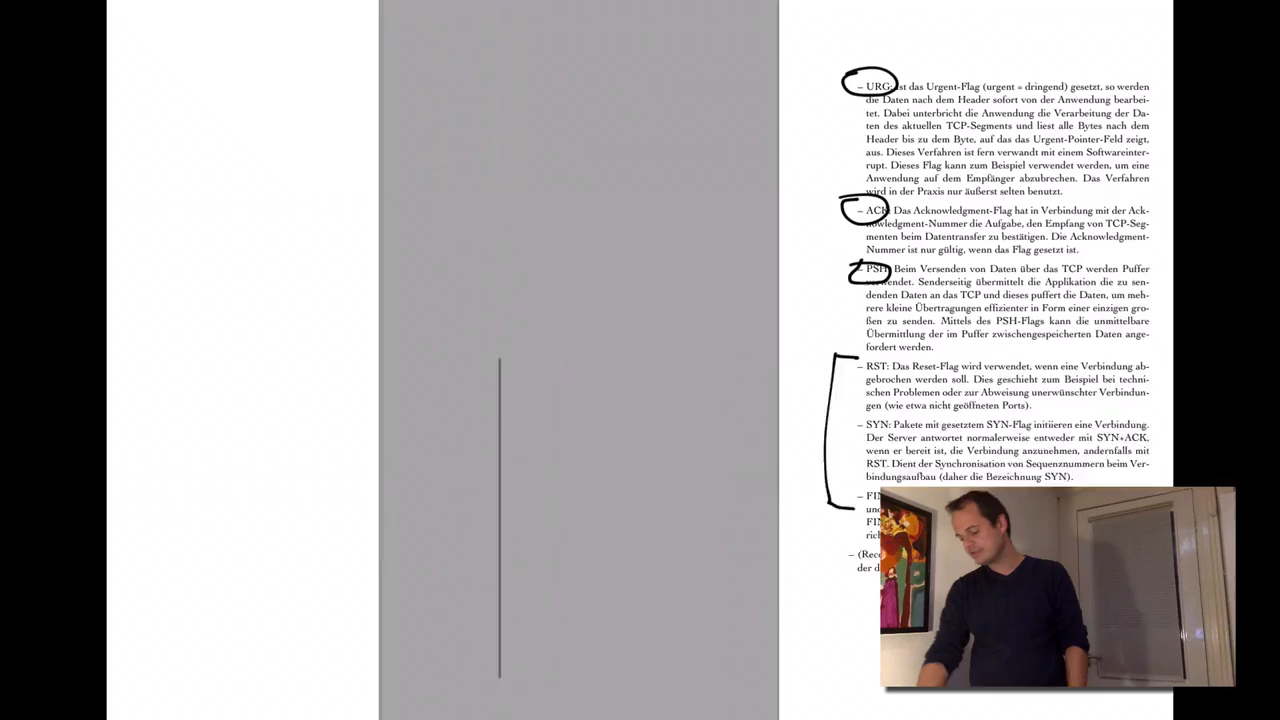 – URG: Ist das Urgent-Flag (urgent = dringend) gesetzt, so werden
die Daten nach dem Header sofort von der Anwendung bearbei-
tet. Dabei unterbricht die Anwendung die Verarbeitung der Da-
ten des aktuellen TCP-Segments und liest alle Bytes nach dem
Header bis zu dem Byte, auf das das Urgent-Pointer-Feld zeigt,
aus. Dieses Verfahren ist fern verwandt mit einem Softwareinter-
rupt. Dieses Flag kann zum Beispiel verwendet werden, um eine
Anwendung auf dem Empfänger abzubrechen. Das Verfahren
wird in der Praxis nur äußerst selten benutzt.
– ACK: Das Acknowledgment-Flag hat in Verbindung mit der Ack-
nowledgment-Nummer die Aufgabe, den Empfang von TCP-Seg-
menten beim Datentransfer zu bestätigen. Die Acknowledgment-
Nummer ist nur gültig, wenn das Flag gesetzt ist.
– PSH: Beim Versenden von Daten über das TCP werden Puffer
verwendet. Senderseitig übermittelt die Applikation die zu sen-
denden Daten an das TCP und dieses puffert die Daten, um meh-
rere kleine Übertragungen effizienter in Form einer einzigen gro-
ßen zu senden. Mittels des PSH-Flags kann die unmittelbare
Übermittlung der im Puffer zwischengespeicherten Daten ange-
fordert werden.
– RST: Das Reset-Flag wird verwendet, wenn eine Verbindung ab-
gebrochen werden soll. Dies geschieht zum Beispiel bei techni-
schen Problemen oder zur Abweisung unerwünschter Verbindun-
gen (wie etwa nicht geöffneten Ports).
– SYN: Pakete mit gesetztem SYN-Flag initiieren eine Verbindung.
Der Server antwortet normalerweise entweder mit SYN+ACK,
wenn er bereit ist, die Verbindung anzunehmen, andernfalls mit
RST. Dient der Synchronisation von Sequenznummern beim Ver-
bindungsaufbau (daher die Bezeichnung SYN).